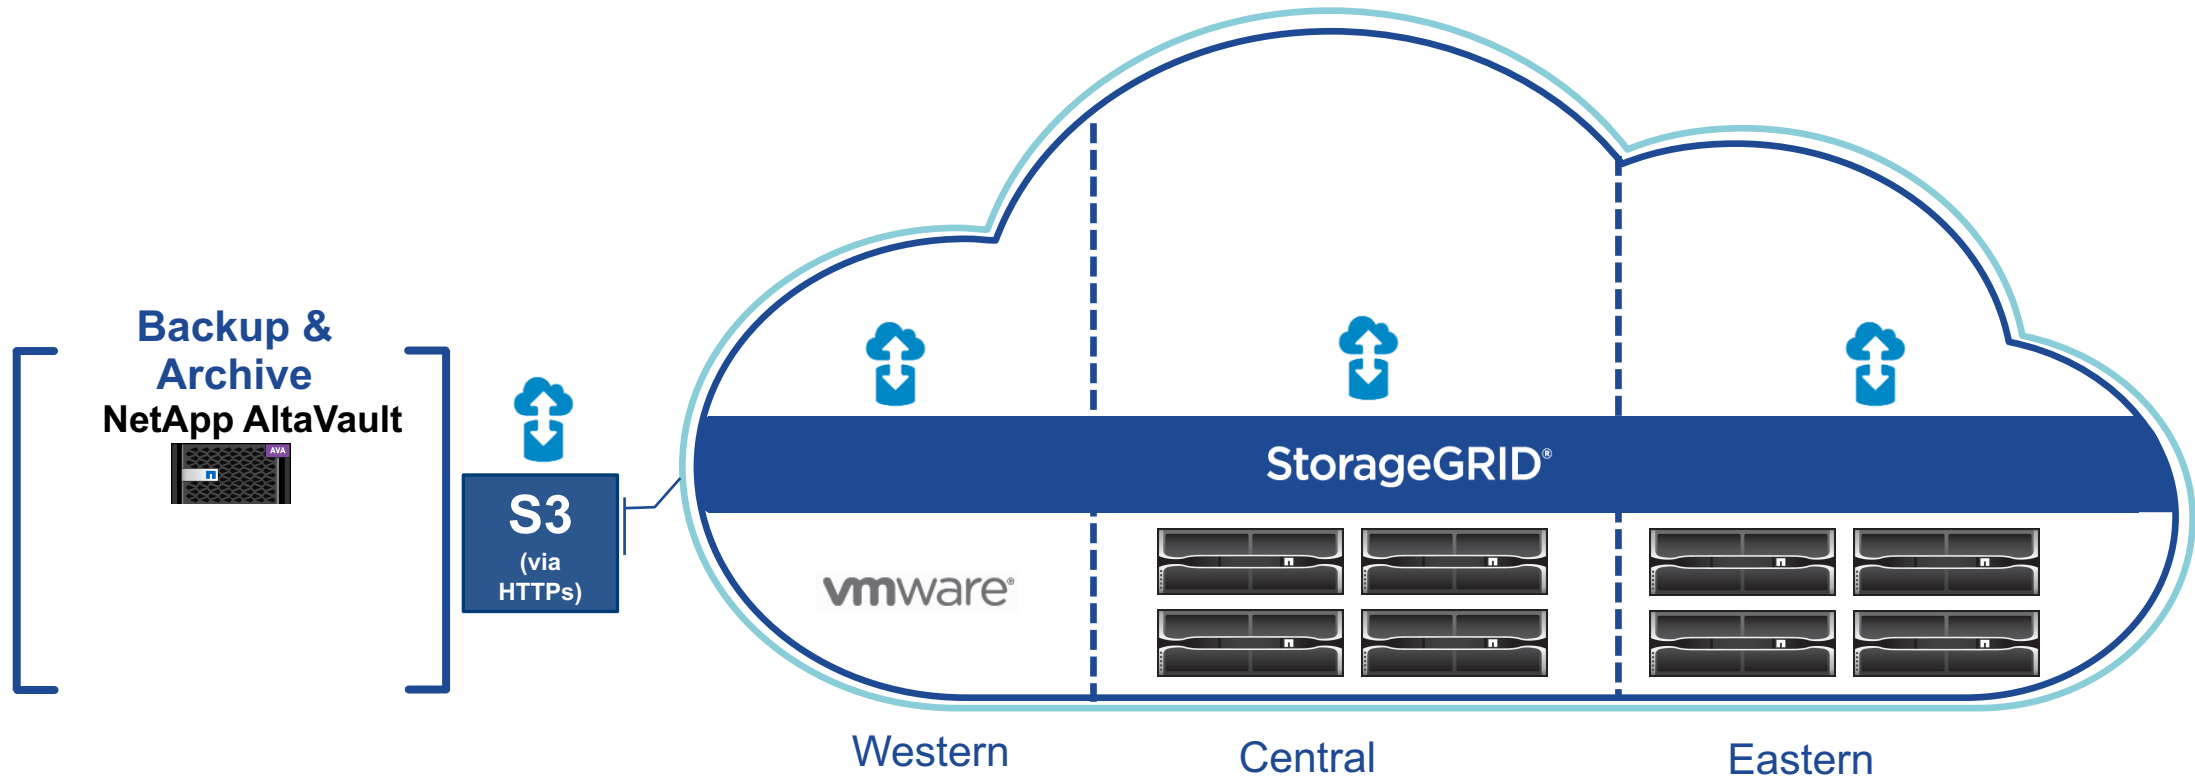 Backup &
Archive
NetApp AltaVault
AVA
S3
(via
HTTPs)
StorageGRID®
vmware®
Western
Central
Eastern